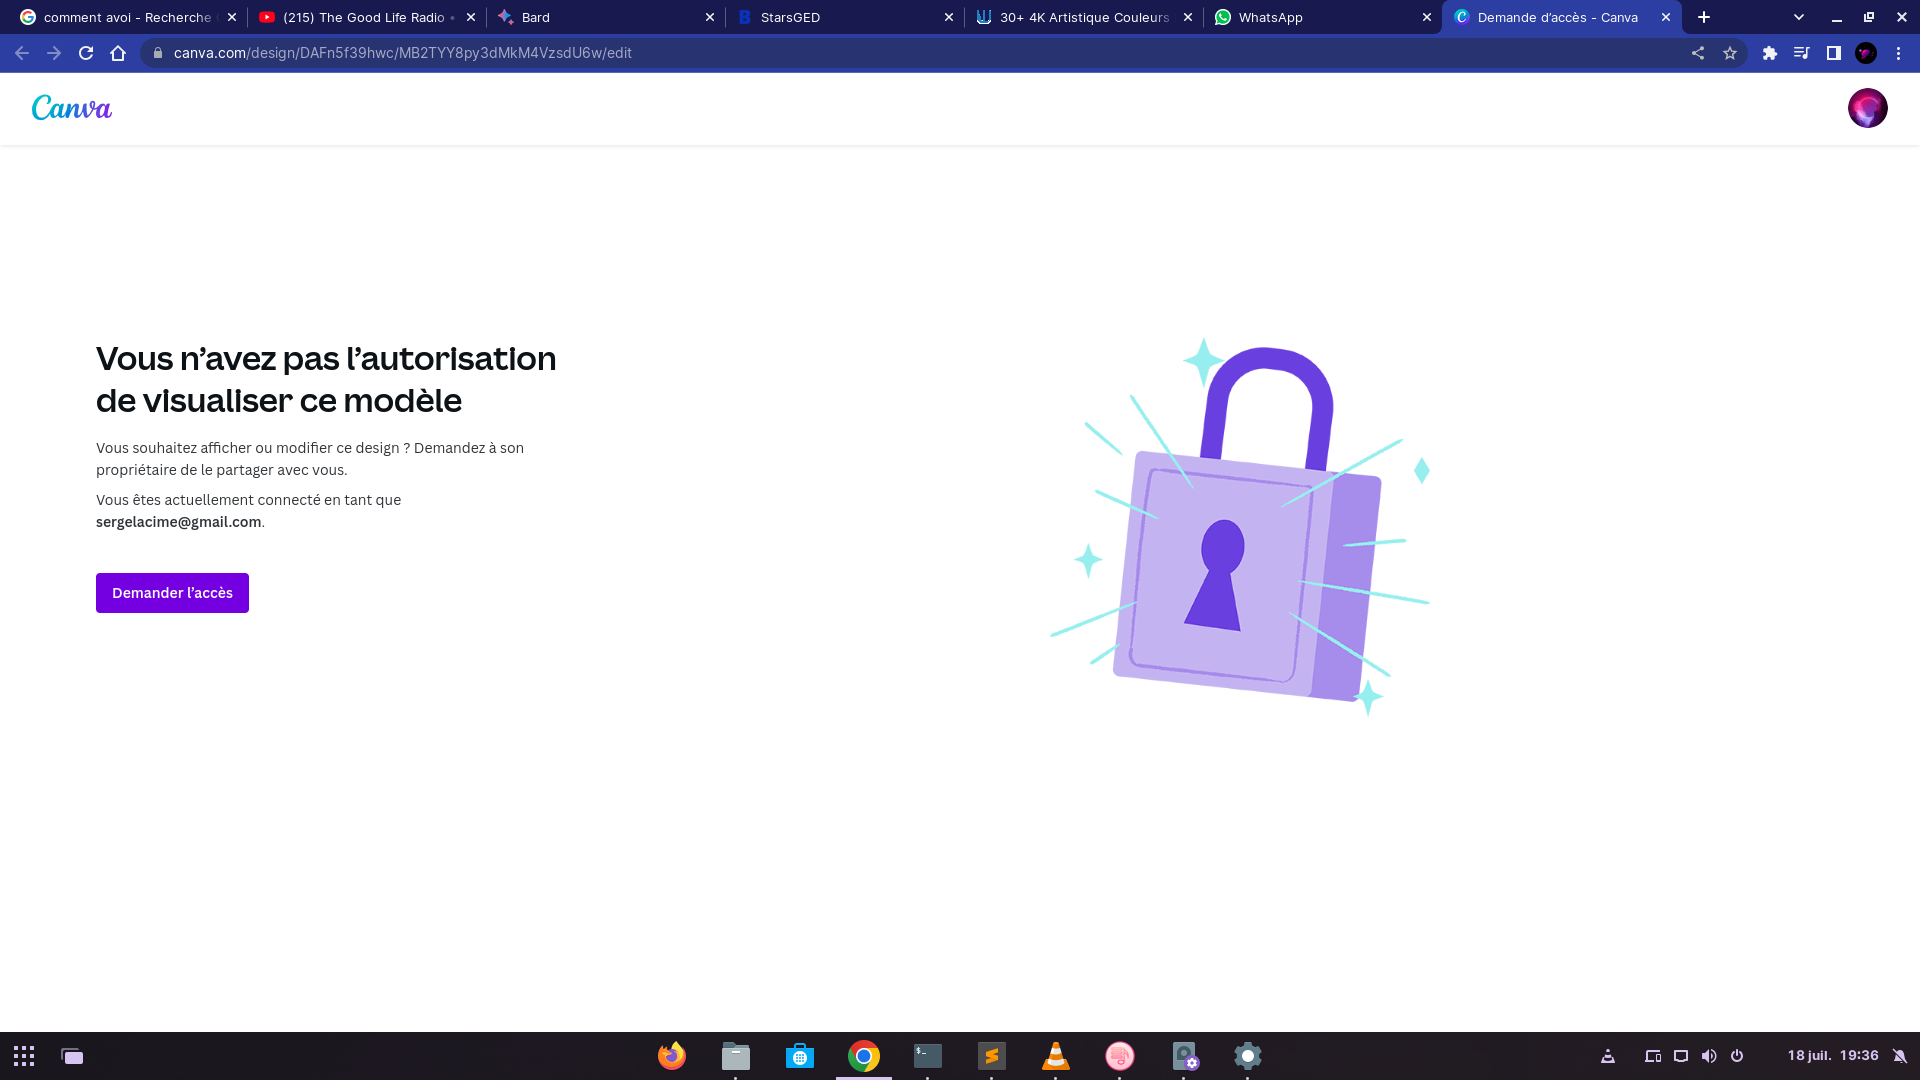 comment avoi - Recherche
(215) The Good Life Radio •
Bard
StarsGED
30+ 4K Artistique Couleurs
WhatsApp
Demande d’accès - Canva
canva.com/design/DAFn5f39hwc/MB2TYY8py3dMkM4VzsdU6w/edit
Canva
Vous n’avez pas l’autorisation
de visualiser ce modèle
Vous souhaitez afficher ou modifier ce design ? Demandez à son
propriétaire de le partager avec vous.
Vous êtes actuellement connecté en tant que
sergelacime@gmail.com.
Demander l’accès
18 juil. 19:36